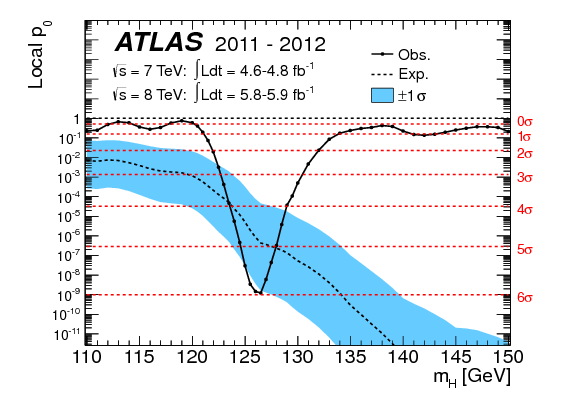 ATLAS 2011 - 2012
√s = 7 TeV: ∫Ldt = 4.6-4.8 fb⁻¹
√s = 8 TeV: ∫Ldt = 5.8-5.9 fb⁻¹
Obs.
Exp.
±1σ
Local p₀
1
10⁻¹
10⁻²
10⁻³
10⁻⁴
10⁻⁵
10⁻⁶
10⁻⁷
10⁻⁸
10⁻⁹
10⁻¹⁰
10⁻¹¹
0σ
1σ
2σ
3σ
4σ
5σ
6σ
110 115 120 125 130 135 140 145 150
m_H [GeV]